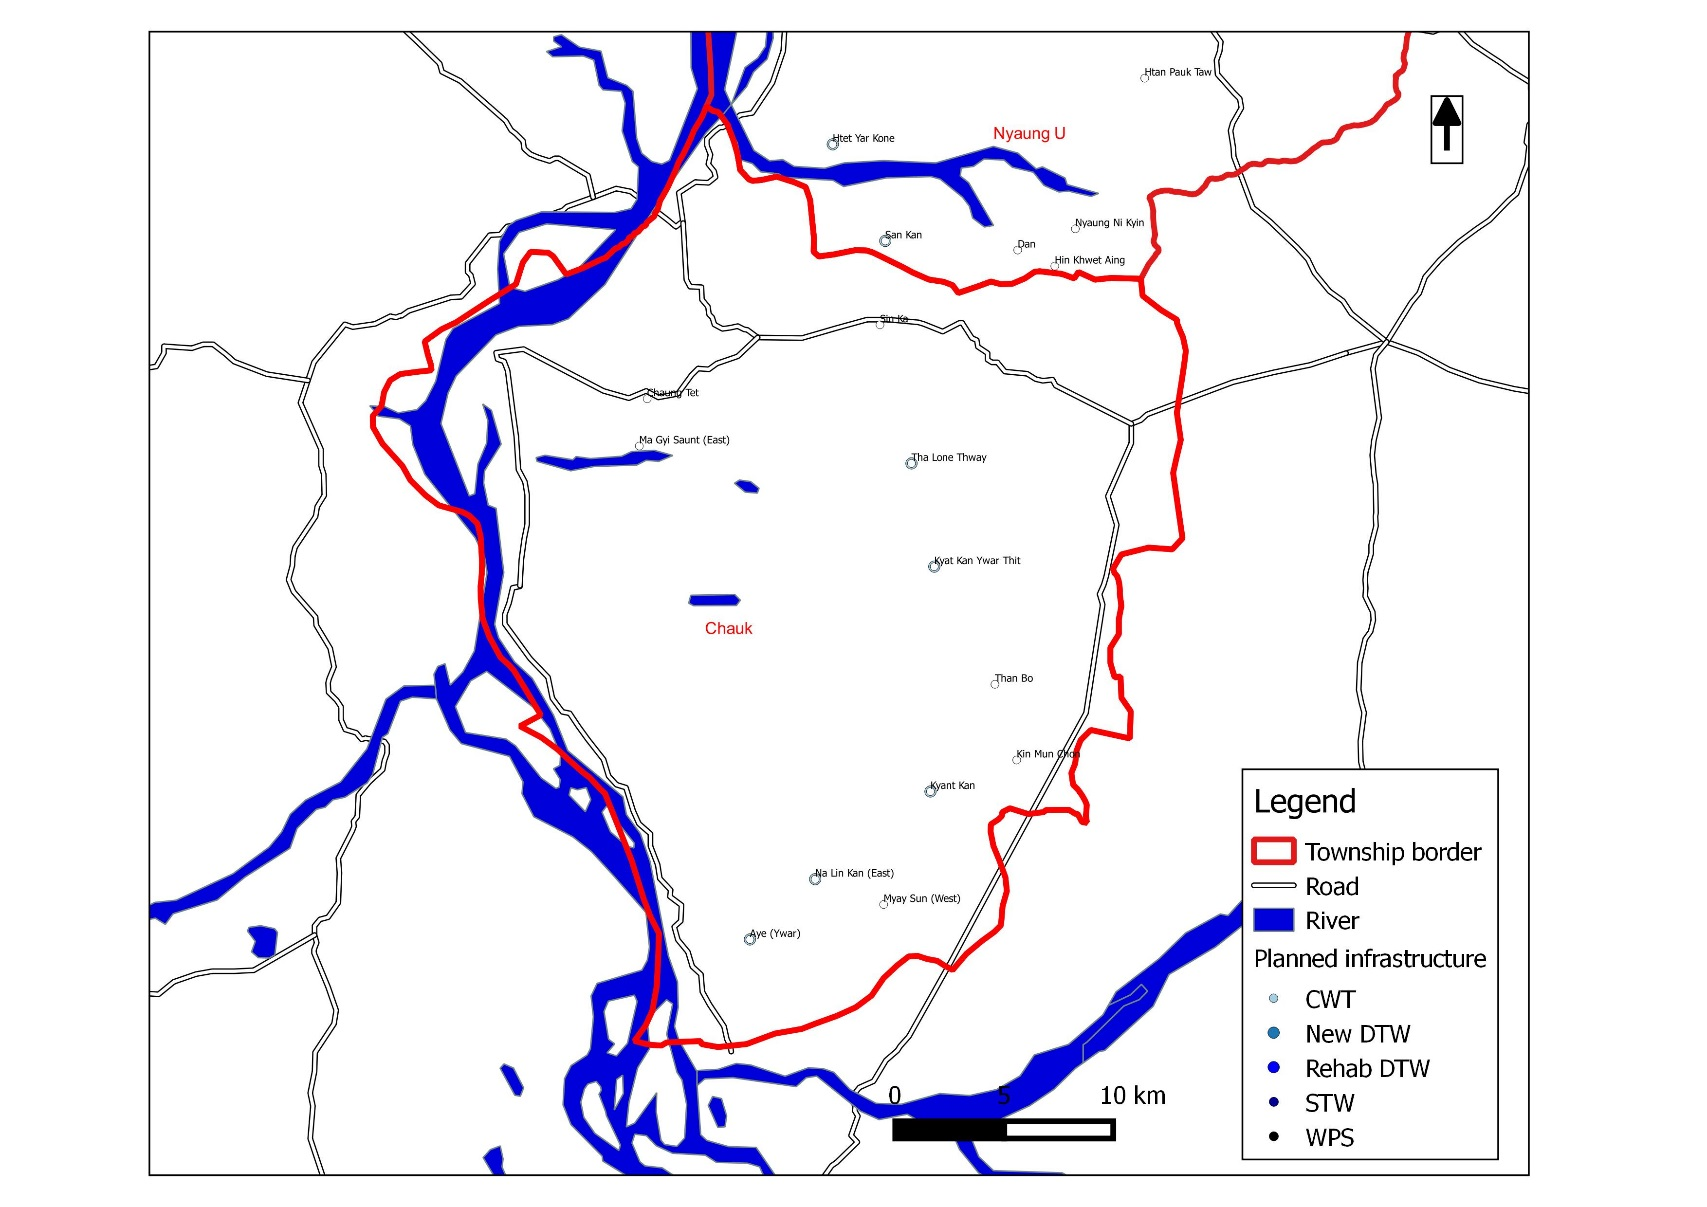 Htan Pauk Taw
Nyaung U
Htet Yar Kone
Nyaung Ni Kyin
San Kan
Dan
Hin Khwet Aing
Sin Ka
Chaung Tet
Ma Gyi Saunt (East)
Tha Lone Thway
Kyat Kan Ywar Thit
Chauk
Than Bo
Kin Mun Chon
Kyant Kan
Na Lin Kan (East)
Myay Sun (West)
Aye (Ywar)
Legend
Township border
Road
River
Planned infrastructure
CWT
New DTW
Rehab DTW
STW
WPS
0 5 10 km